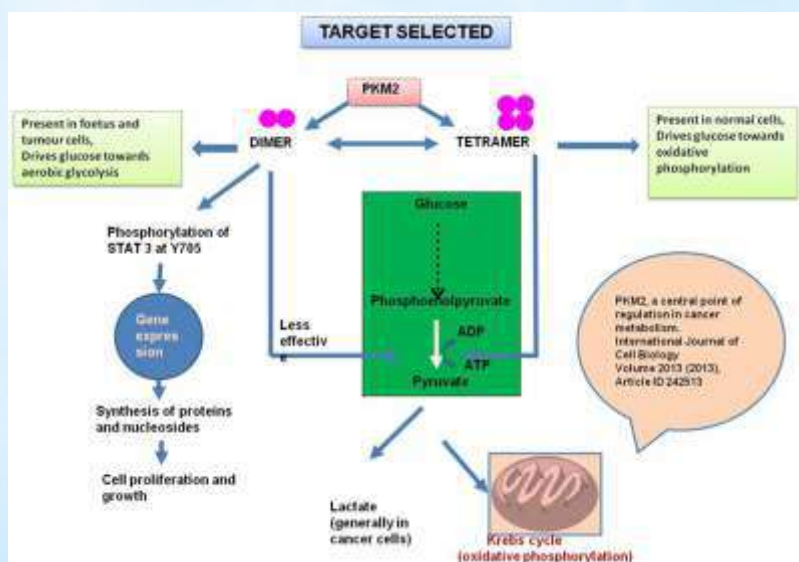 TARGET SELECTED
PKM2
Present in foetus and
tumour cells,
Drives glucose towards
aerobic glycolysis
DIMER
TETRAMER
Present in normal cells,
Drives glucose towards
oxidative
phosphorylation
Phosphorylation of
STAT 3 at Y705
Glucose
Phosphoenolpyruvate
ADP
ATP
Pyruvate
Less
effectiv
e
Gene
expres
sion
PKM2, a central point of
regulation in cancer
metabolism.
International Journal of
Cell Biology
Volume 2013 (2013),
Article ID 242513
Synthesis of proteins
and nucleosides
Cell proliferation and
growth
Lactate
(generally in
cancer cells)
Krebs cycle
(oxidative phosphorylation)